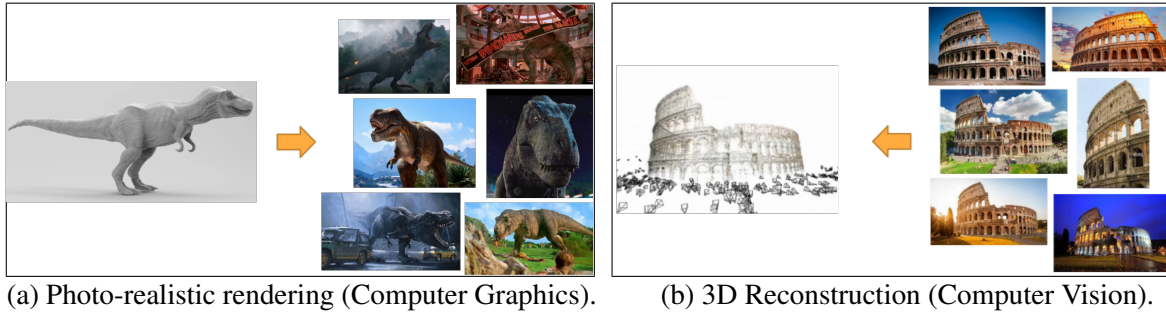 (a) Photo-realistic rendering (Computer Graphics).
(b) 3D Reconstruction (Computer Vision).